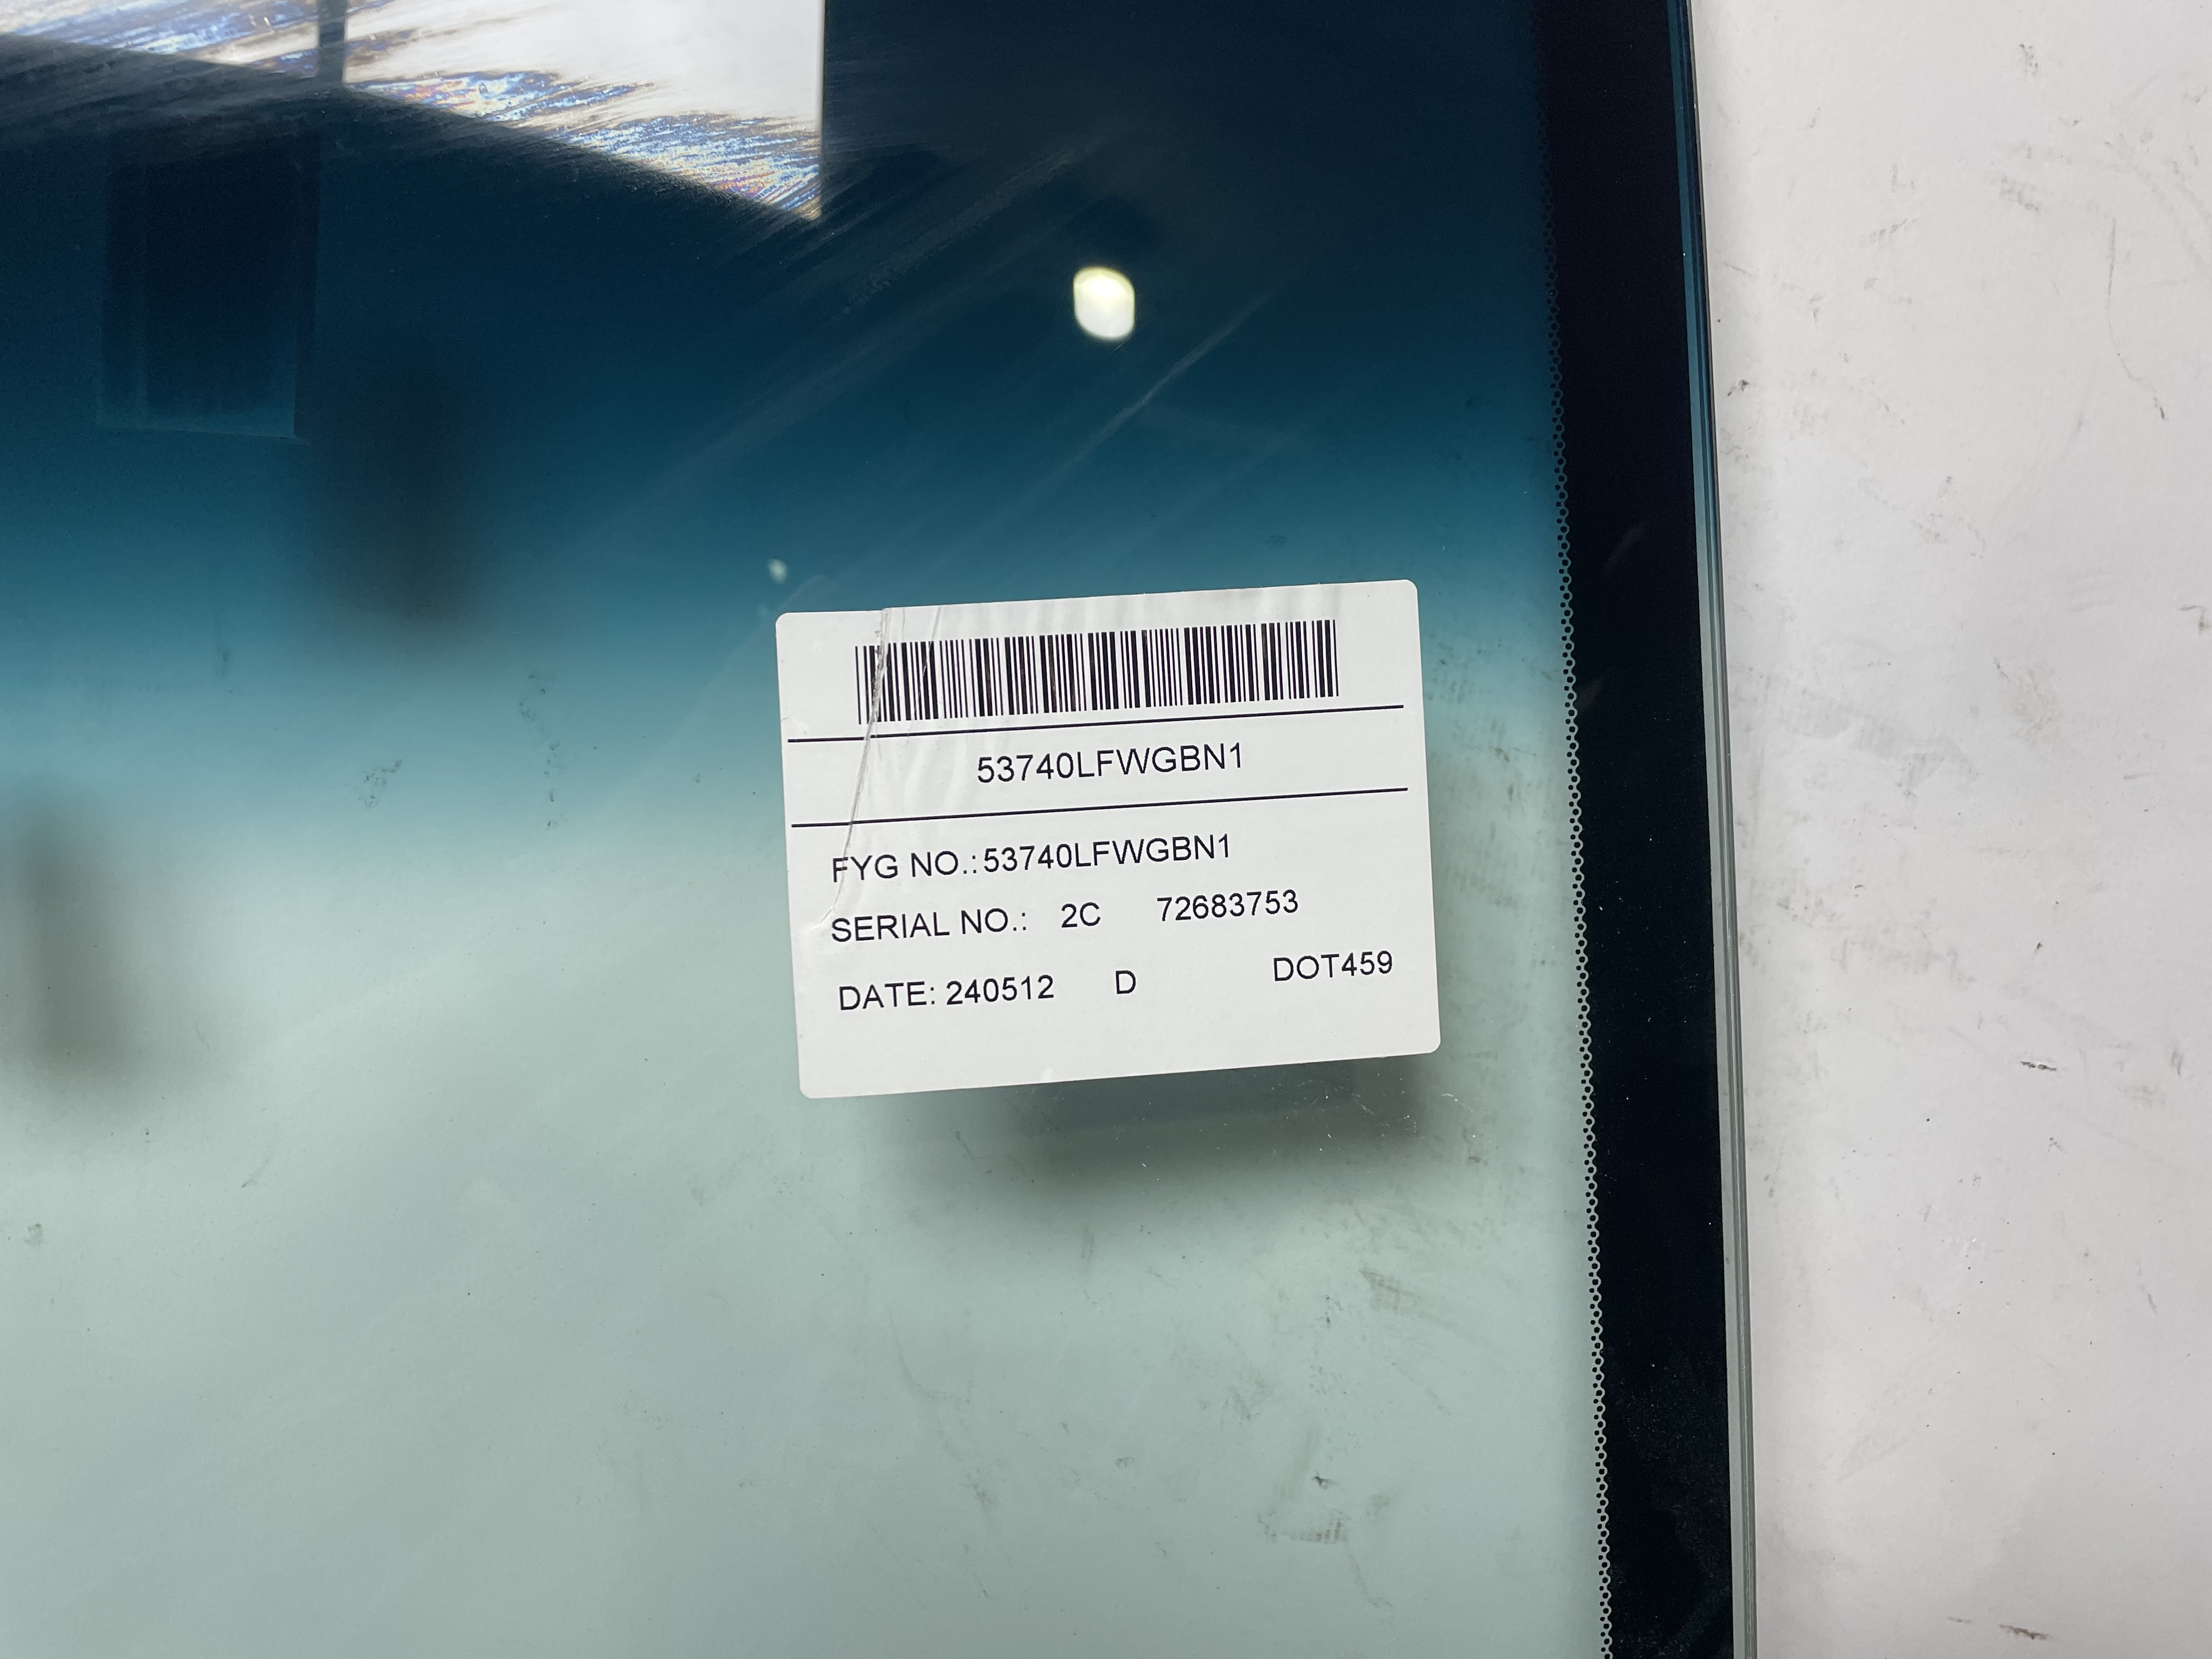 53740LFWGBN1
FYG NO.:53740LFWGBN1
SERIAL NO.: 2C 72683753
DATE: 240512 D DOT459